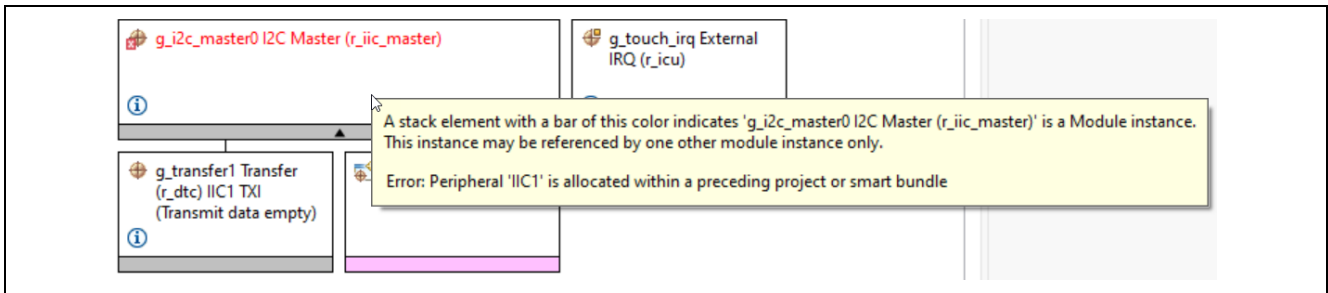 g_i2c_master0 I2C Master (r_iic_master)
g_touch_irq External
IRQ (r_icu)
A stack element with a bar of this color indicates 'g_i2c_master0 I2C Master (r_iic_master)' is a Module instance.
This instance may be referenced by one other module instance only.
Error: Peripheral 'IIC1' is allocated within a preceding project or smart bundle
g_transfer1 Transfer
(r_dtc) IIC1 TXI
(Transmit data empty)